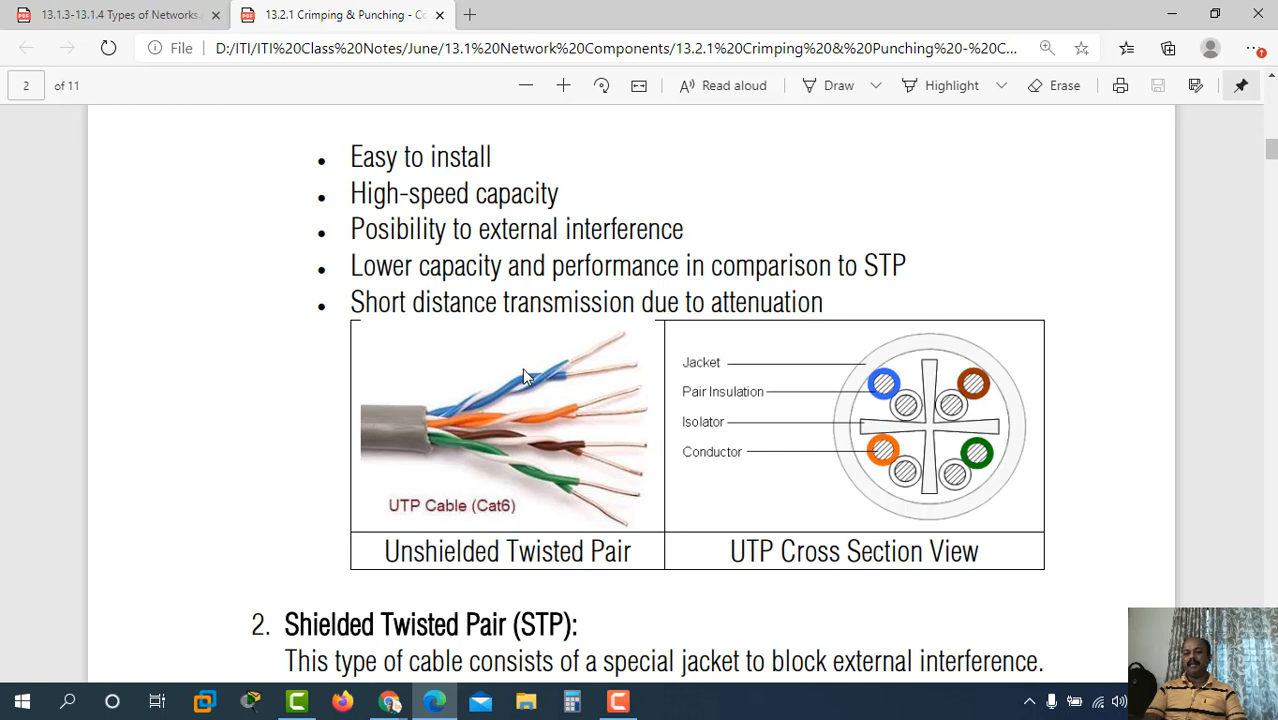 13.1.3-13.1.4 Types of Networks
13.2.1 Crimping & Punching - Co
File
D:/ITI/ITI%20Class%20Notes/June/13.1%20Network%20Components/13.2.1%20Crimping%20&%20Punching%20-%20C...
2 of 11
Read aloud
Draw
Highlight
Erase
• Easy to install
• High-speed capacity
• Posibility to external interference
• Lower capacity and performance in comparison to STP
• Short distance transmission due to attenuation
UTP Cable (Cat6)
Jacket
Pair Insulation
Isolator
Conductor
Unshielded Twisted Pair
UTP Cross Section View
2. Shielded Twisted Pair (STP):
This type of cable consists of a special jacket to block external interference.